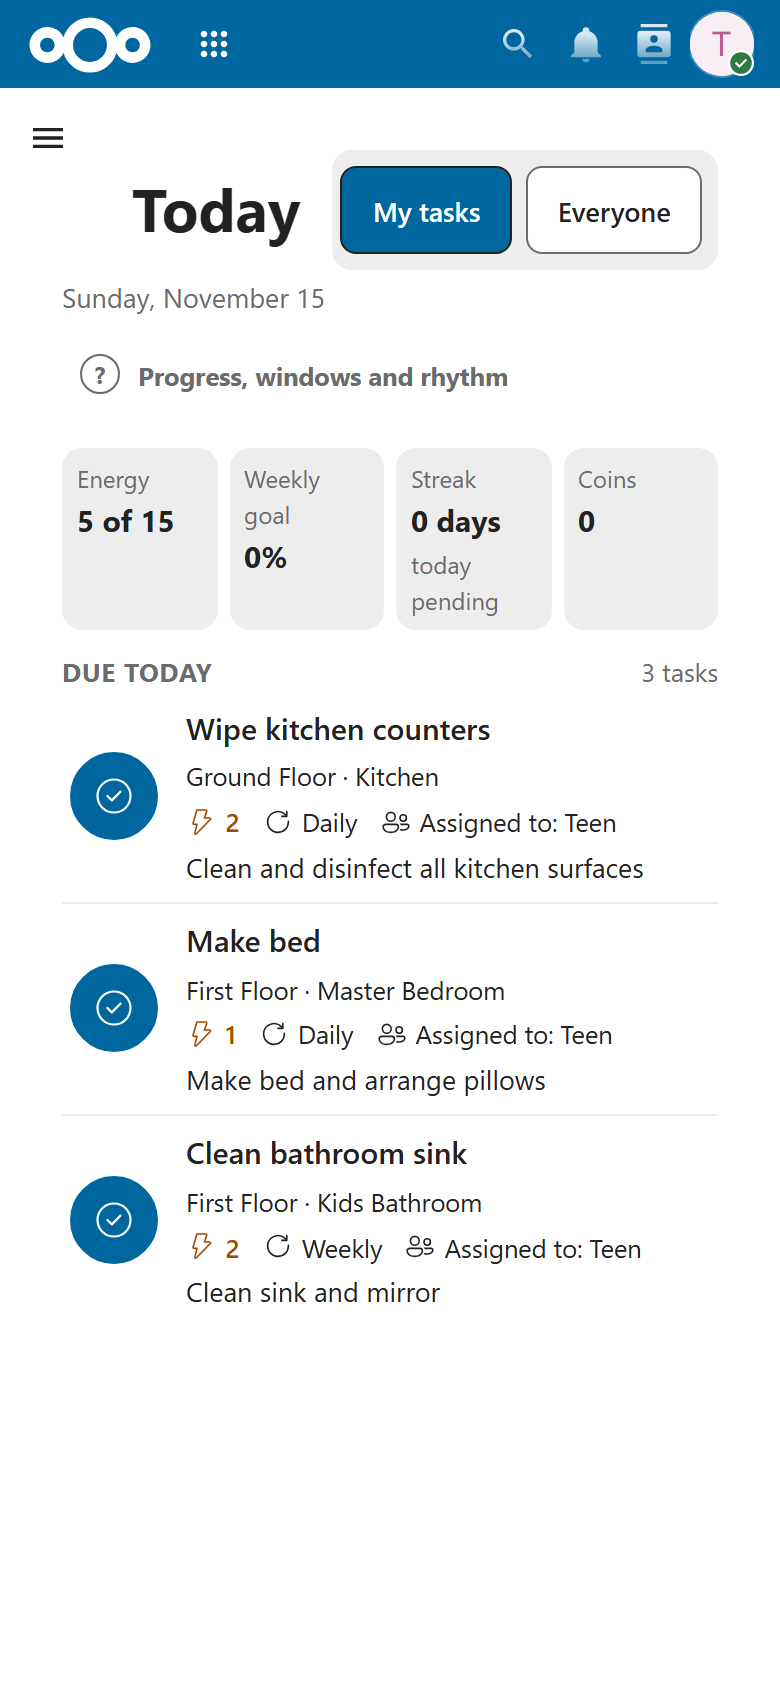 T
Today
My tasks
Everyone
Sunday, November 15
? Progress, windows and rhythm
Energy
5 of 15
Weekly
goal
0%
Streak
0 days
today
pending
Coins
0
DUE TODAY
3 tasks
Wipe kitchen counters
Ground Floor · Kitchen
2 Daily Assigned to: Teen
Clean and disinfect all kitchen surfaces
Make bed
First Floor · Master Bedroom
1 Daily Assigned to: Teen
Make bed and arrange pillows
Clean bathroom sink
First Floor · Kids Bathroom
2 Weekly Assigned to: Teen
Clean sink and mirror